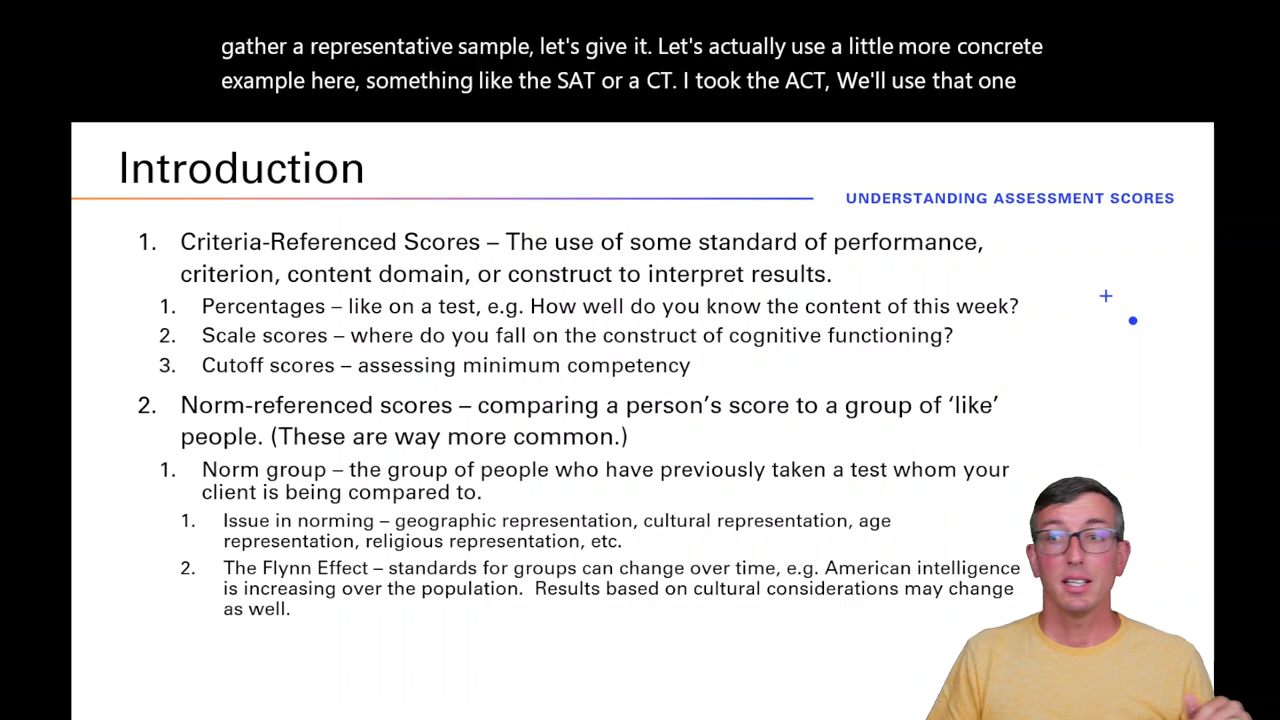 gather a representative sample, let's give it. Let's actually use a little more concrete
example here, something like the SAT or a CT. I took the ACT, We'll use that one
Introduction
UNDERSTANDING ASSESSMENT SCORES
1. Criteria-Referenced Scores – The use of some standard of performance,
criterion, content domain, or construct to interpret results.
1. Percentages – like on a test, e.g. How well do you know the content of this week?
2. Scale scores – where do you fall on the construct of cognitive functioning?
3. Cutoff scores – assessing minimum competency
2. Norm-referenced scores – comparing a person's score to a group of 'like'
people. (These are way more common.)
1. Norm group – the group of people who have previously taken a test whom your
client is being compared to.
1. Issue in norming – geographic representation, cultural representation, age
representation, religious representation, etc.
2. The Flynn Effect – standards for groups can change over time, e.g. American intelligence
is increasing over the population.  Results based on cultural considerations may change
as well.